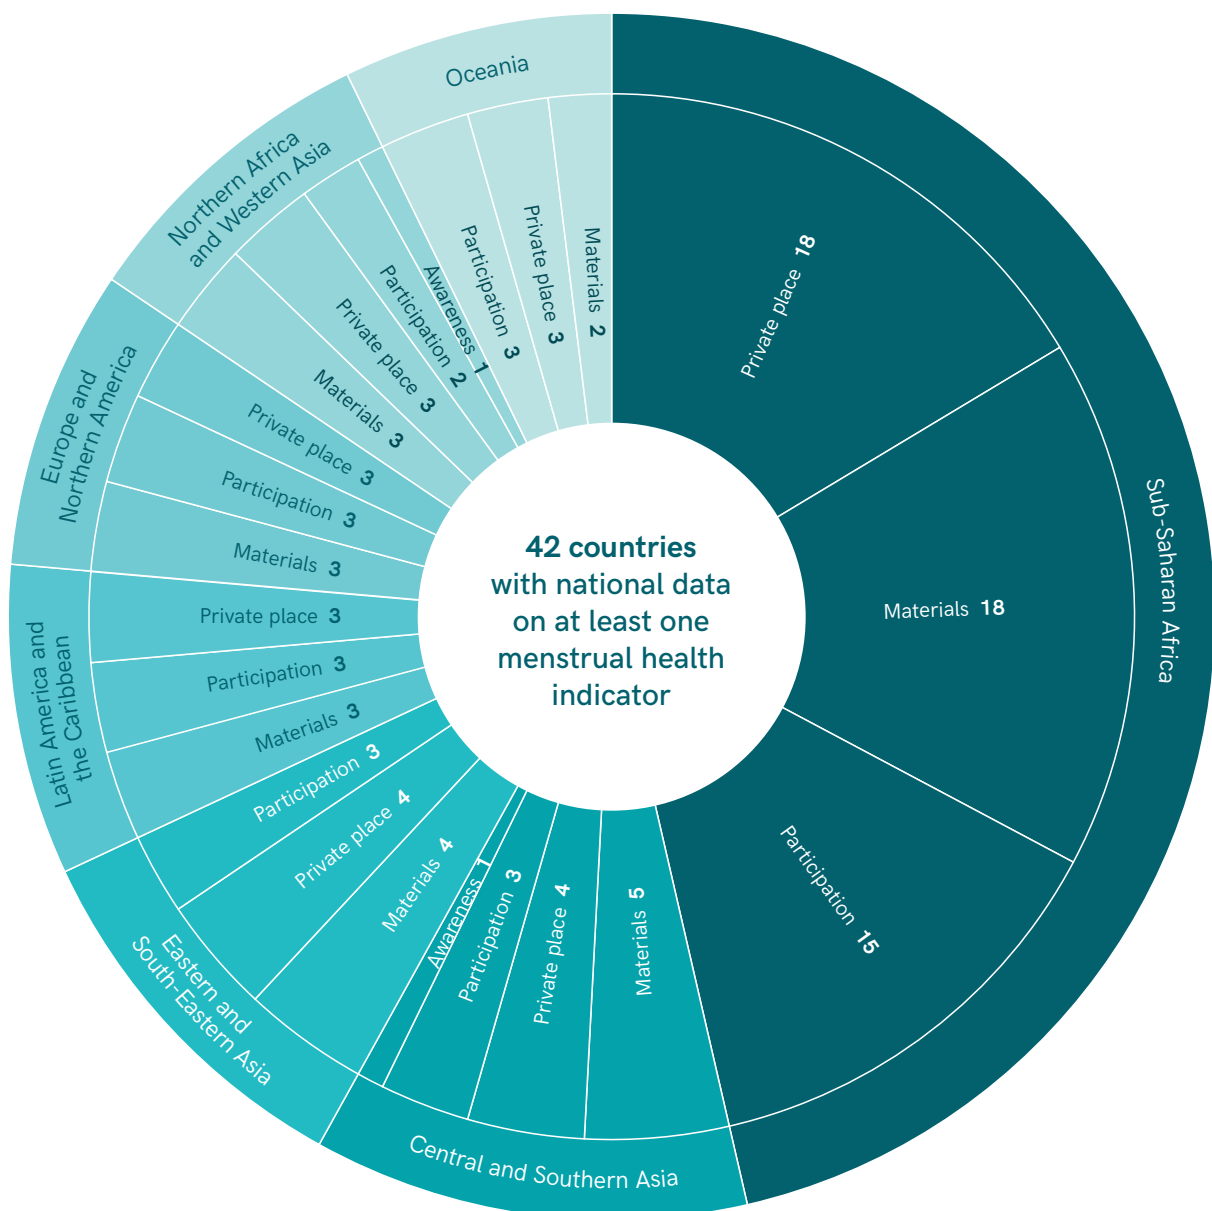 42 countries
with national data
on at least one
menstrual health
indicator
Sub-Saharan Africa
Private place 18
Materials 18
Participation 15
Central and Southern Asia
Materials 5
Private place 4
Participation 3
Awareness 1
Eastern and
South-Eastern Asia
Materials 4
Private place 4
Participation 3
Latin America and
the Caribbean
Materials 3
Participation 3
Private place 3
Europe and
Northern America
Materials 3
Participation 3
Private place 3
Northern Africa
and Western Asia
Materials 3
Private place 3
Participation 2
Awareness 1
Oceania
Participation 3
Private place 3
Materials 2